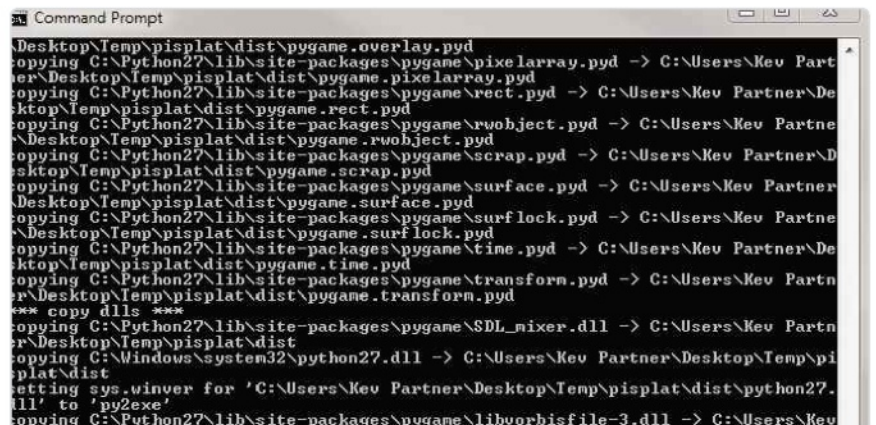 Command Prompt
\Desktop\Temp\pisplat\dist\pygame.overlay.pyd
copying C:\Python27\lib\site-packages\pygame\pixelarray.pyd -> C:\Users\Kev Part
ner\Desktop\Temp\pisplat\dist\pygame.pixelarray.pyd
copying C:\Python27\lib\site-packages\pygame\rect.pyd -> C:\Users\Kev Partner\De
sktop\Temp\pisplat\dist\pygame.rect.pyd
copying C:\Python27\lib\site-packages\pygame\rwobject.pyd -> C:\Users\Kev Partne
r\Desktop\Temp\pisplat\dist\pygame.rwobject.pyd
copying C:\Python27\lib\site-packages\pygame\scrap.pyd -> C:\Users\Kev Partner\D
esktop\Temp\pisplat\dist\pygame.scrap.pyd
copying C:\Python27\lib\site-packages\pygame\surface.pyd -> C:\Users\Kev Partner
\Desktop\Temp\pisplat\dist\pygame.surface.pyd
copying C:\Python27\lib\site-packages\pygame\surflock.pyd -> C:\Users\Kev Partne
r\Desktop\Temp\pisplat\dist\pygame.surflock.pyd
copying C:\Python27\lib\site-packages\pygame\time.pyd -> C:\Users\Kev Partner\De
sktop\Temp\pisplat\dist\pygame.time.pyd
copying C:\Python27\lib\site-packages\pygame\transform.pyd -> C:\Users\Kev Partn
er\Desktop\Temp\pisplat\dist\pygame.transform.pyd
*** copy dlls ***
copying C:\Python27\lib\site-packages\pygame\SDL_mixer.dll -> C:\Users\Kev Partn
er\Desktop\Temp\pisplat\dist
copying C:\Windows\system32\python27.dll -> C:\Users\Kev Partner\Desktop\Temp\pi
splat\dist
setting sys.winver for 'C:\Users\Kev Partner\Desktop\Temp\pisplat\dist\python27.
dll' to 'py2exe'
copying C:\Python27\lib\site-packages\pygame\libvorbisfile-3.dll -> C:\Users\Kev